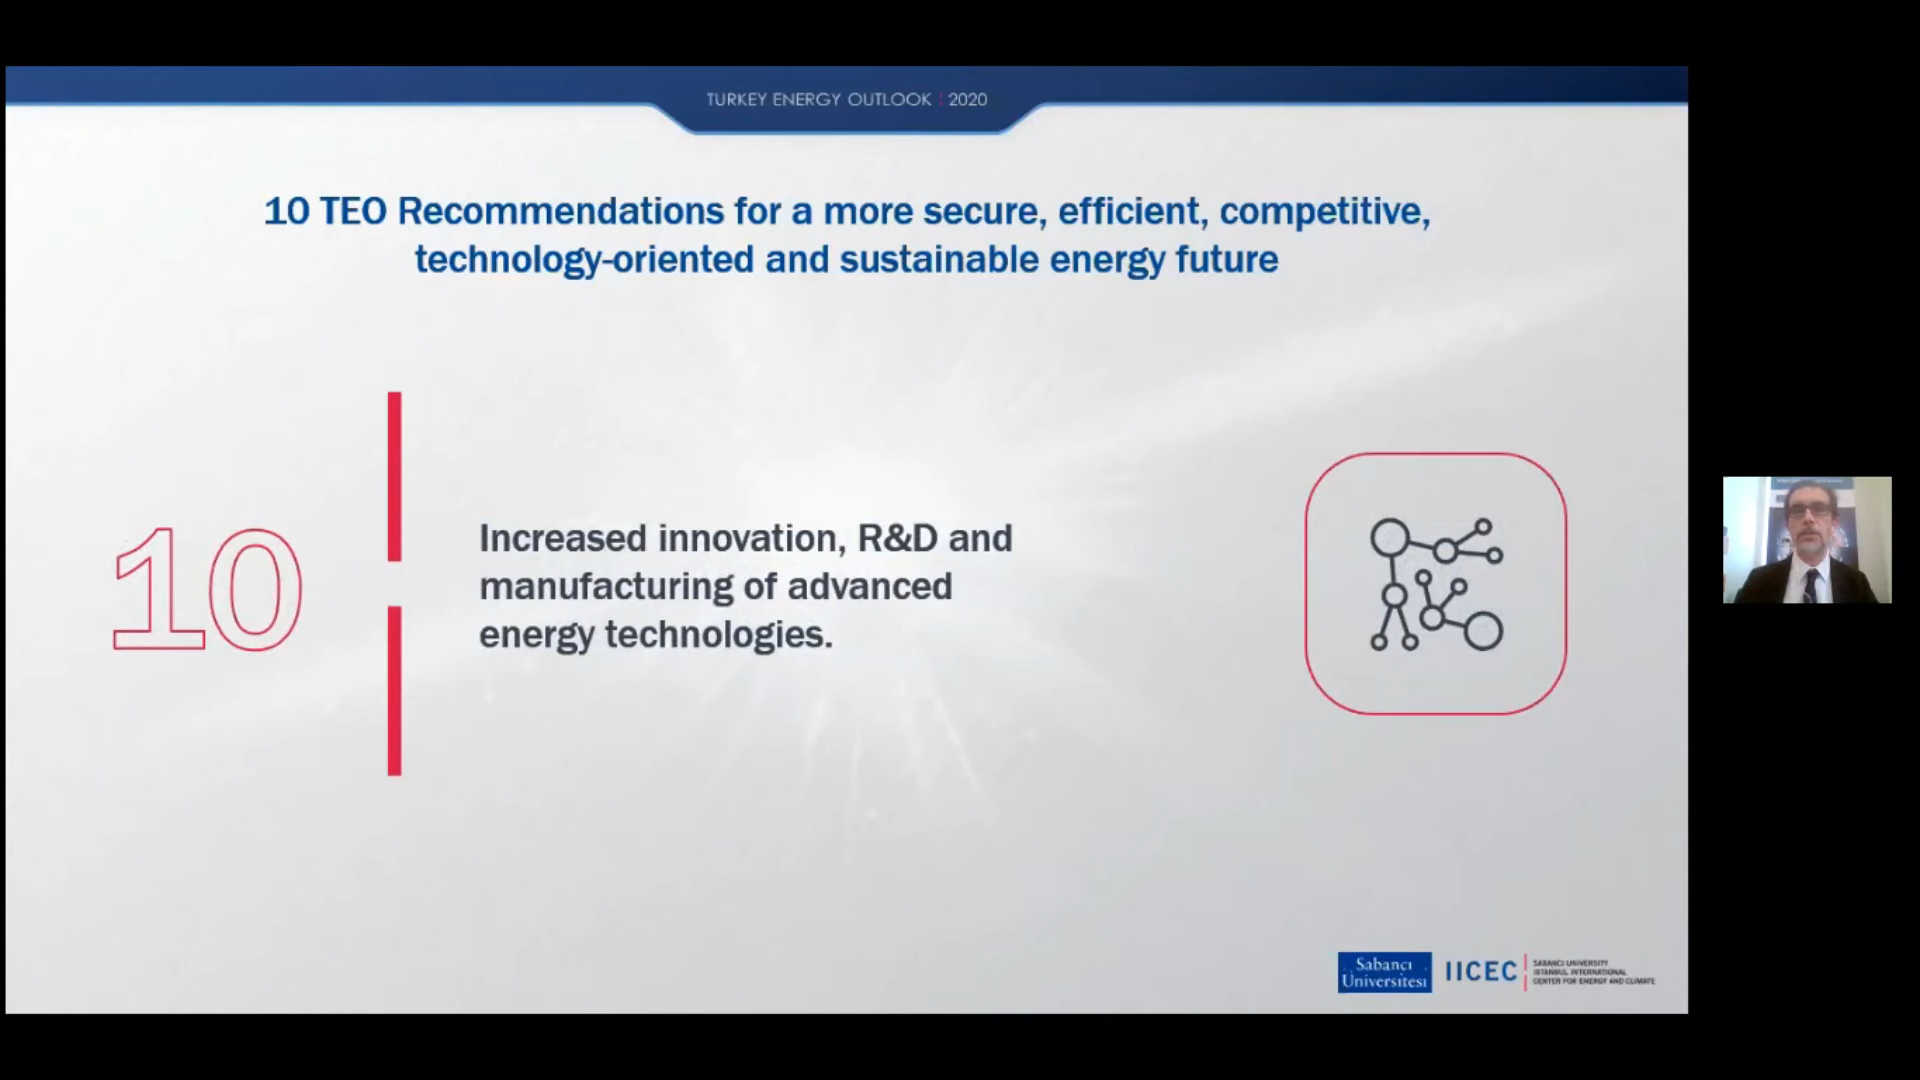 TURKEY ENERGY OUTLOOK | 2020
10 TEO Recommendations for a more secure, efficient, competitive,
technology-oriented and sustainable energy future
10
Increased innovation, R&D and
manufacturing of advanced
energy technologies.
Sabancı
Üniversitesi
IICEC
SABANCI UNIVERSITY
ISTANBUL INTERNATIONAL
CENTER FOR ENERGY AND CLIMATE